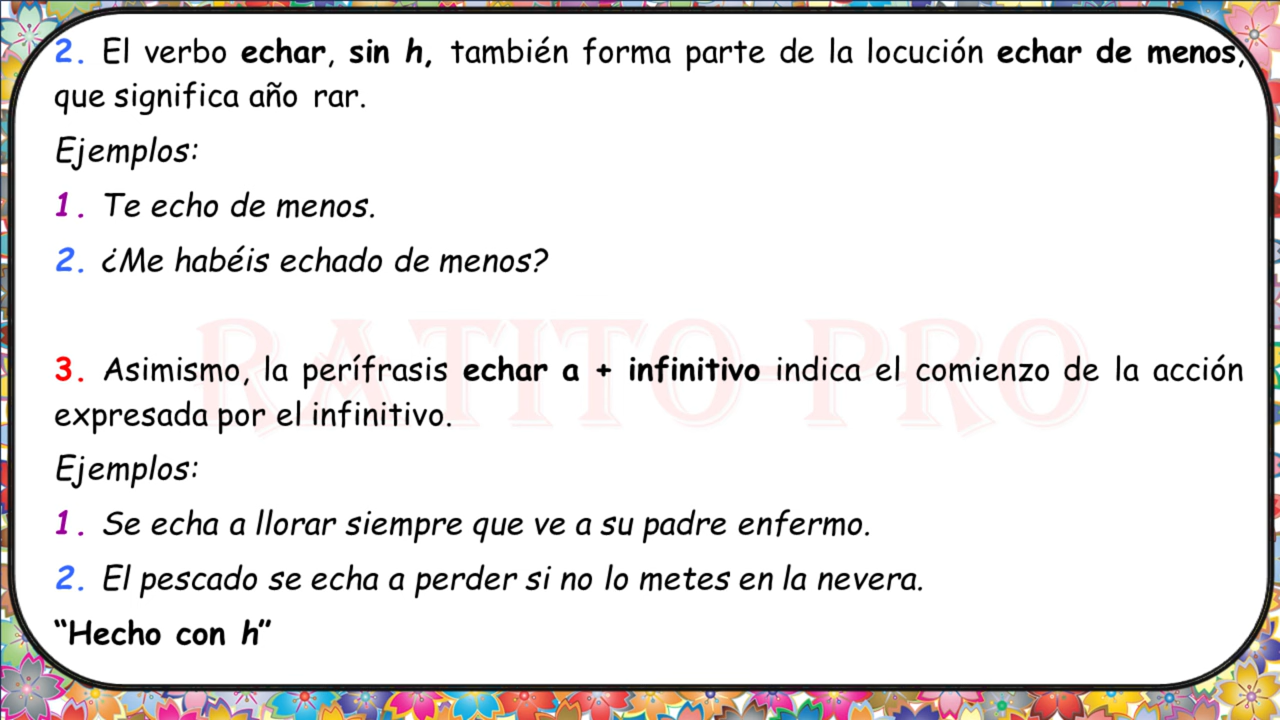 2. El verbo echar, sin h, también forma parte de la locución echar de menos,
que significa año rar.
Ejemplos:
1. Te echo de menos.
2. ¿Me habéis echado de menos?
RATITO-PRO
3. Asimismo, la perífrasis echar a + infinitivo indica el comienzo de la acción
expresada por el infinitivo.
Ejemplos:
1. Se echa a llorar siempre que ve a su padre enfermo.
2. El pescado se echa a perder si no lo metes en la nevera.
“Hecho con h”